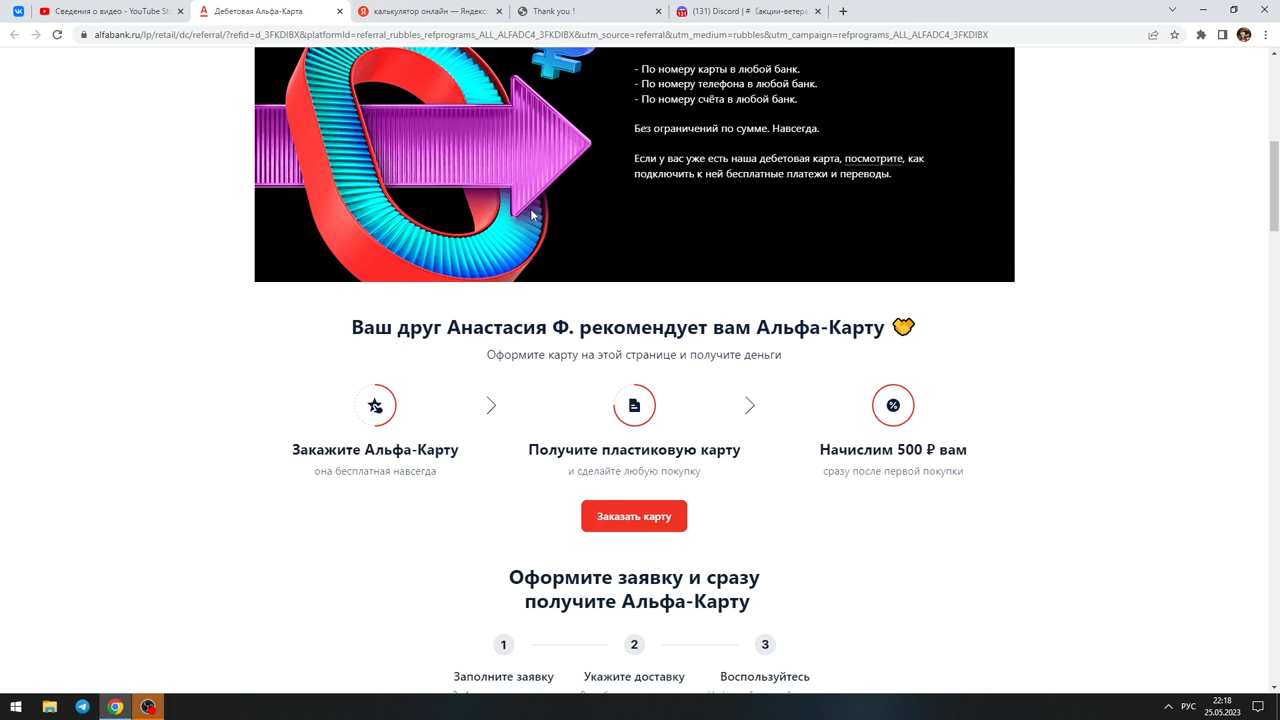 Сведения о видео - YouTube St
Дебетовая Альфа-Карта
калькулятор онлайн — Яндекс:
Thank you !
(131) Discord | # ︎акции-ветер
alfabank.ru/lp/retail/dc/referral/?refid=d_3FKDIBX&platformId=referral_rubbles_refprograms_ALL_ALFADC4_3FKDIBX&utm_source=referral&utm_medium=rubbles&utm_campaign=refprograms_ALL_ALFADC4_3FKDIBX
- По номеру карты в любой банк.
- По номеру телефона в любой банк.
- По номеру счёта в любой банк.
Без ограничений по сумме. Навсегда.
Если у вас уже есть наша дебетовая карта, посмотрите, как
подключить к ней бесплатные платежи и переводы.
Ваш друг Анастасия Ф. рекомендует вам Альфа-Карту
Оформите карту на этой странице и получите деньги
Закажите Альфа-Карту
она бесплатная навсегда
Получите пластиковую карту
и сделайте любую покупку
Начислим 500 ₽ вам
сразу после первой покупки
Заказать карту
Оформите заявку и сразу
получите Альфа-Карту
1
2
3
Заполните заявку
Укажите доставку
Воспользуйтесь
РУС
22:18
25.05.2023